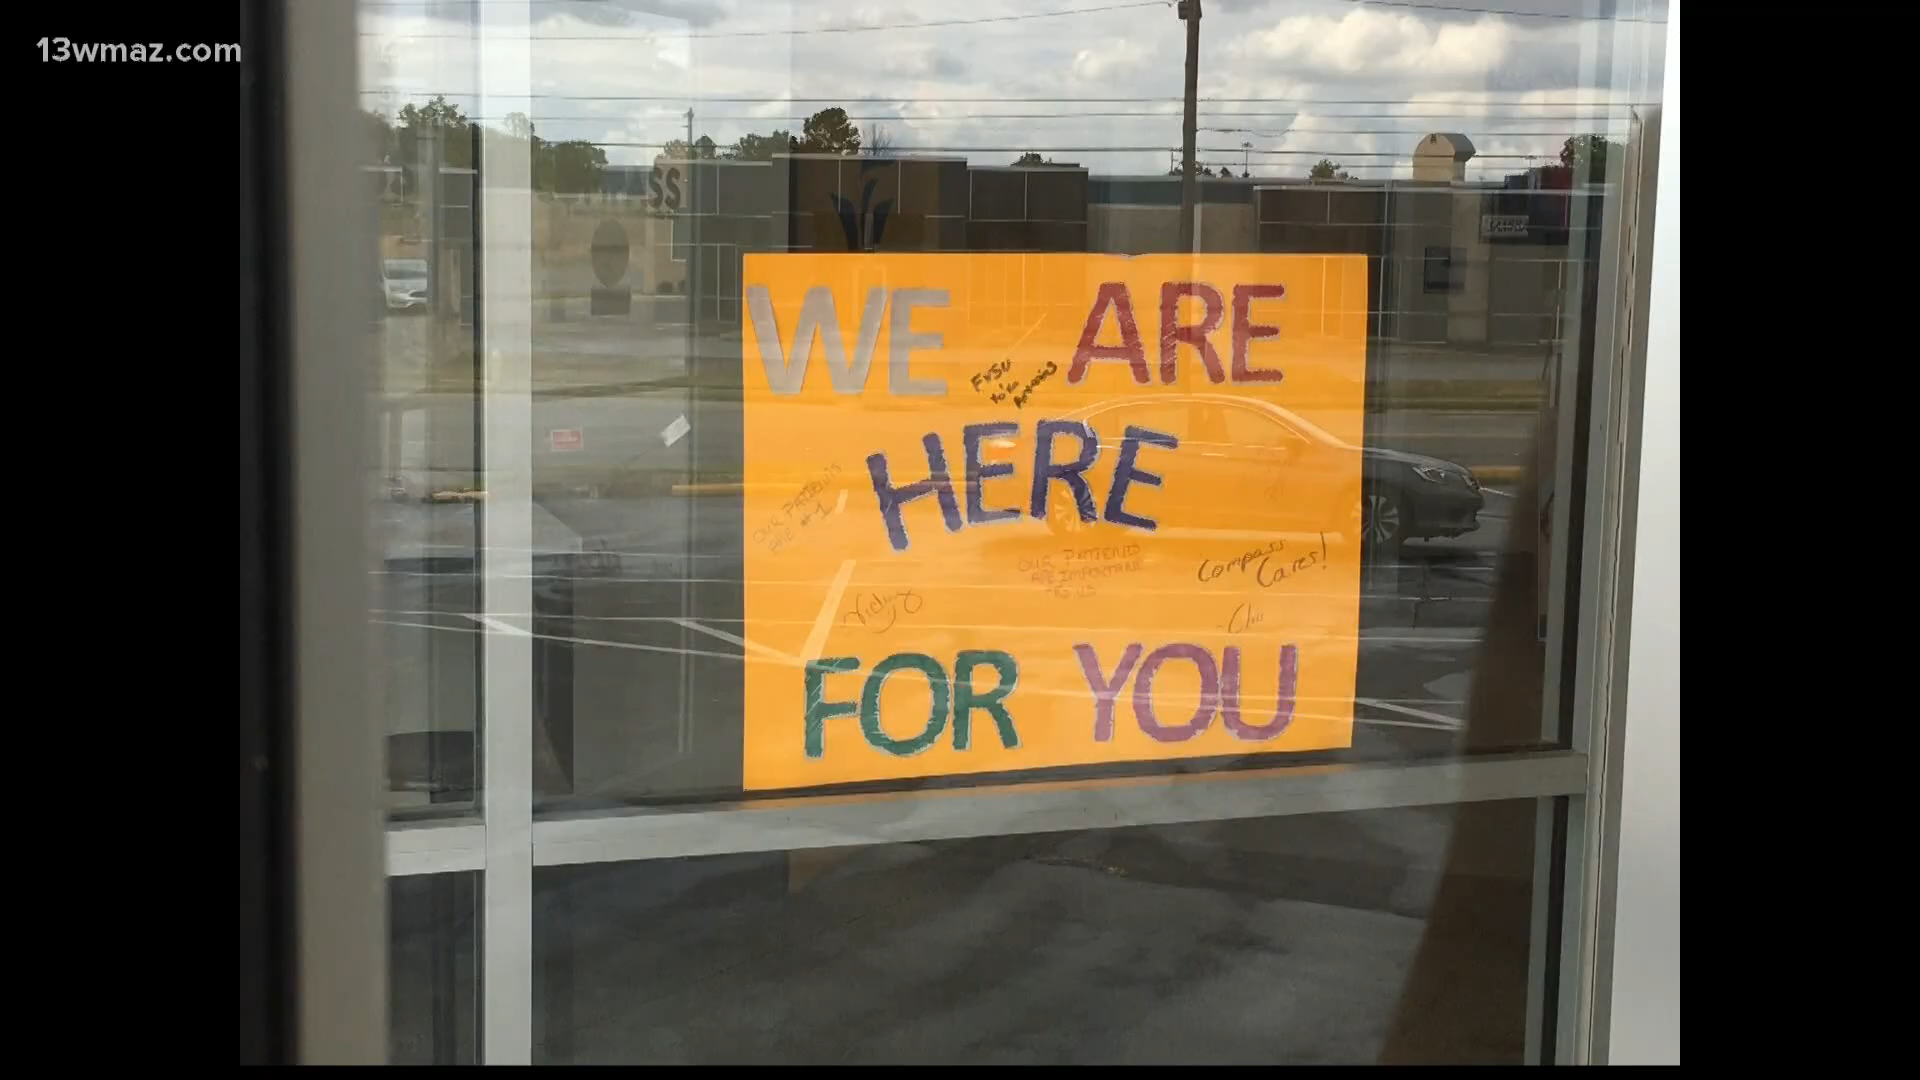 13wmaz.com
SS
WE ARE
FVSU
HERE
OUR PATIENTS
ARE #1
OUR PATIENTS
ARE IMPORTANT
TO US
Compass
Cares!
FOR YOU